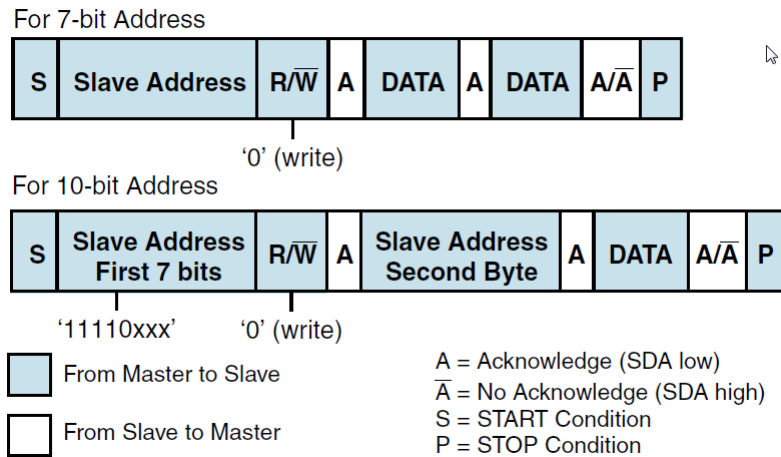 For 7-bit Address
S Slave Address R/W̅ A DATA A DATA A/A̅ P
‘0’ (write)
For 10-bit Address
S Slave Address First 7 bits R/W̅ A Slave Address Second Byte A DATA A/A̅ P
‘11110xxx’ ‘0’ (write)
From Master to Slave
From Slave to Master
A = Acknowledge (SDA low)
A̅ = No Acknowledge (SDA high)
S = START Condition
P = STOP Condition